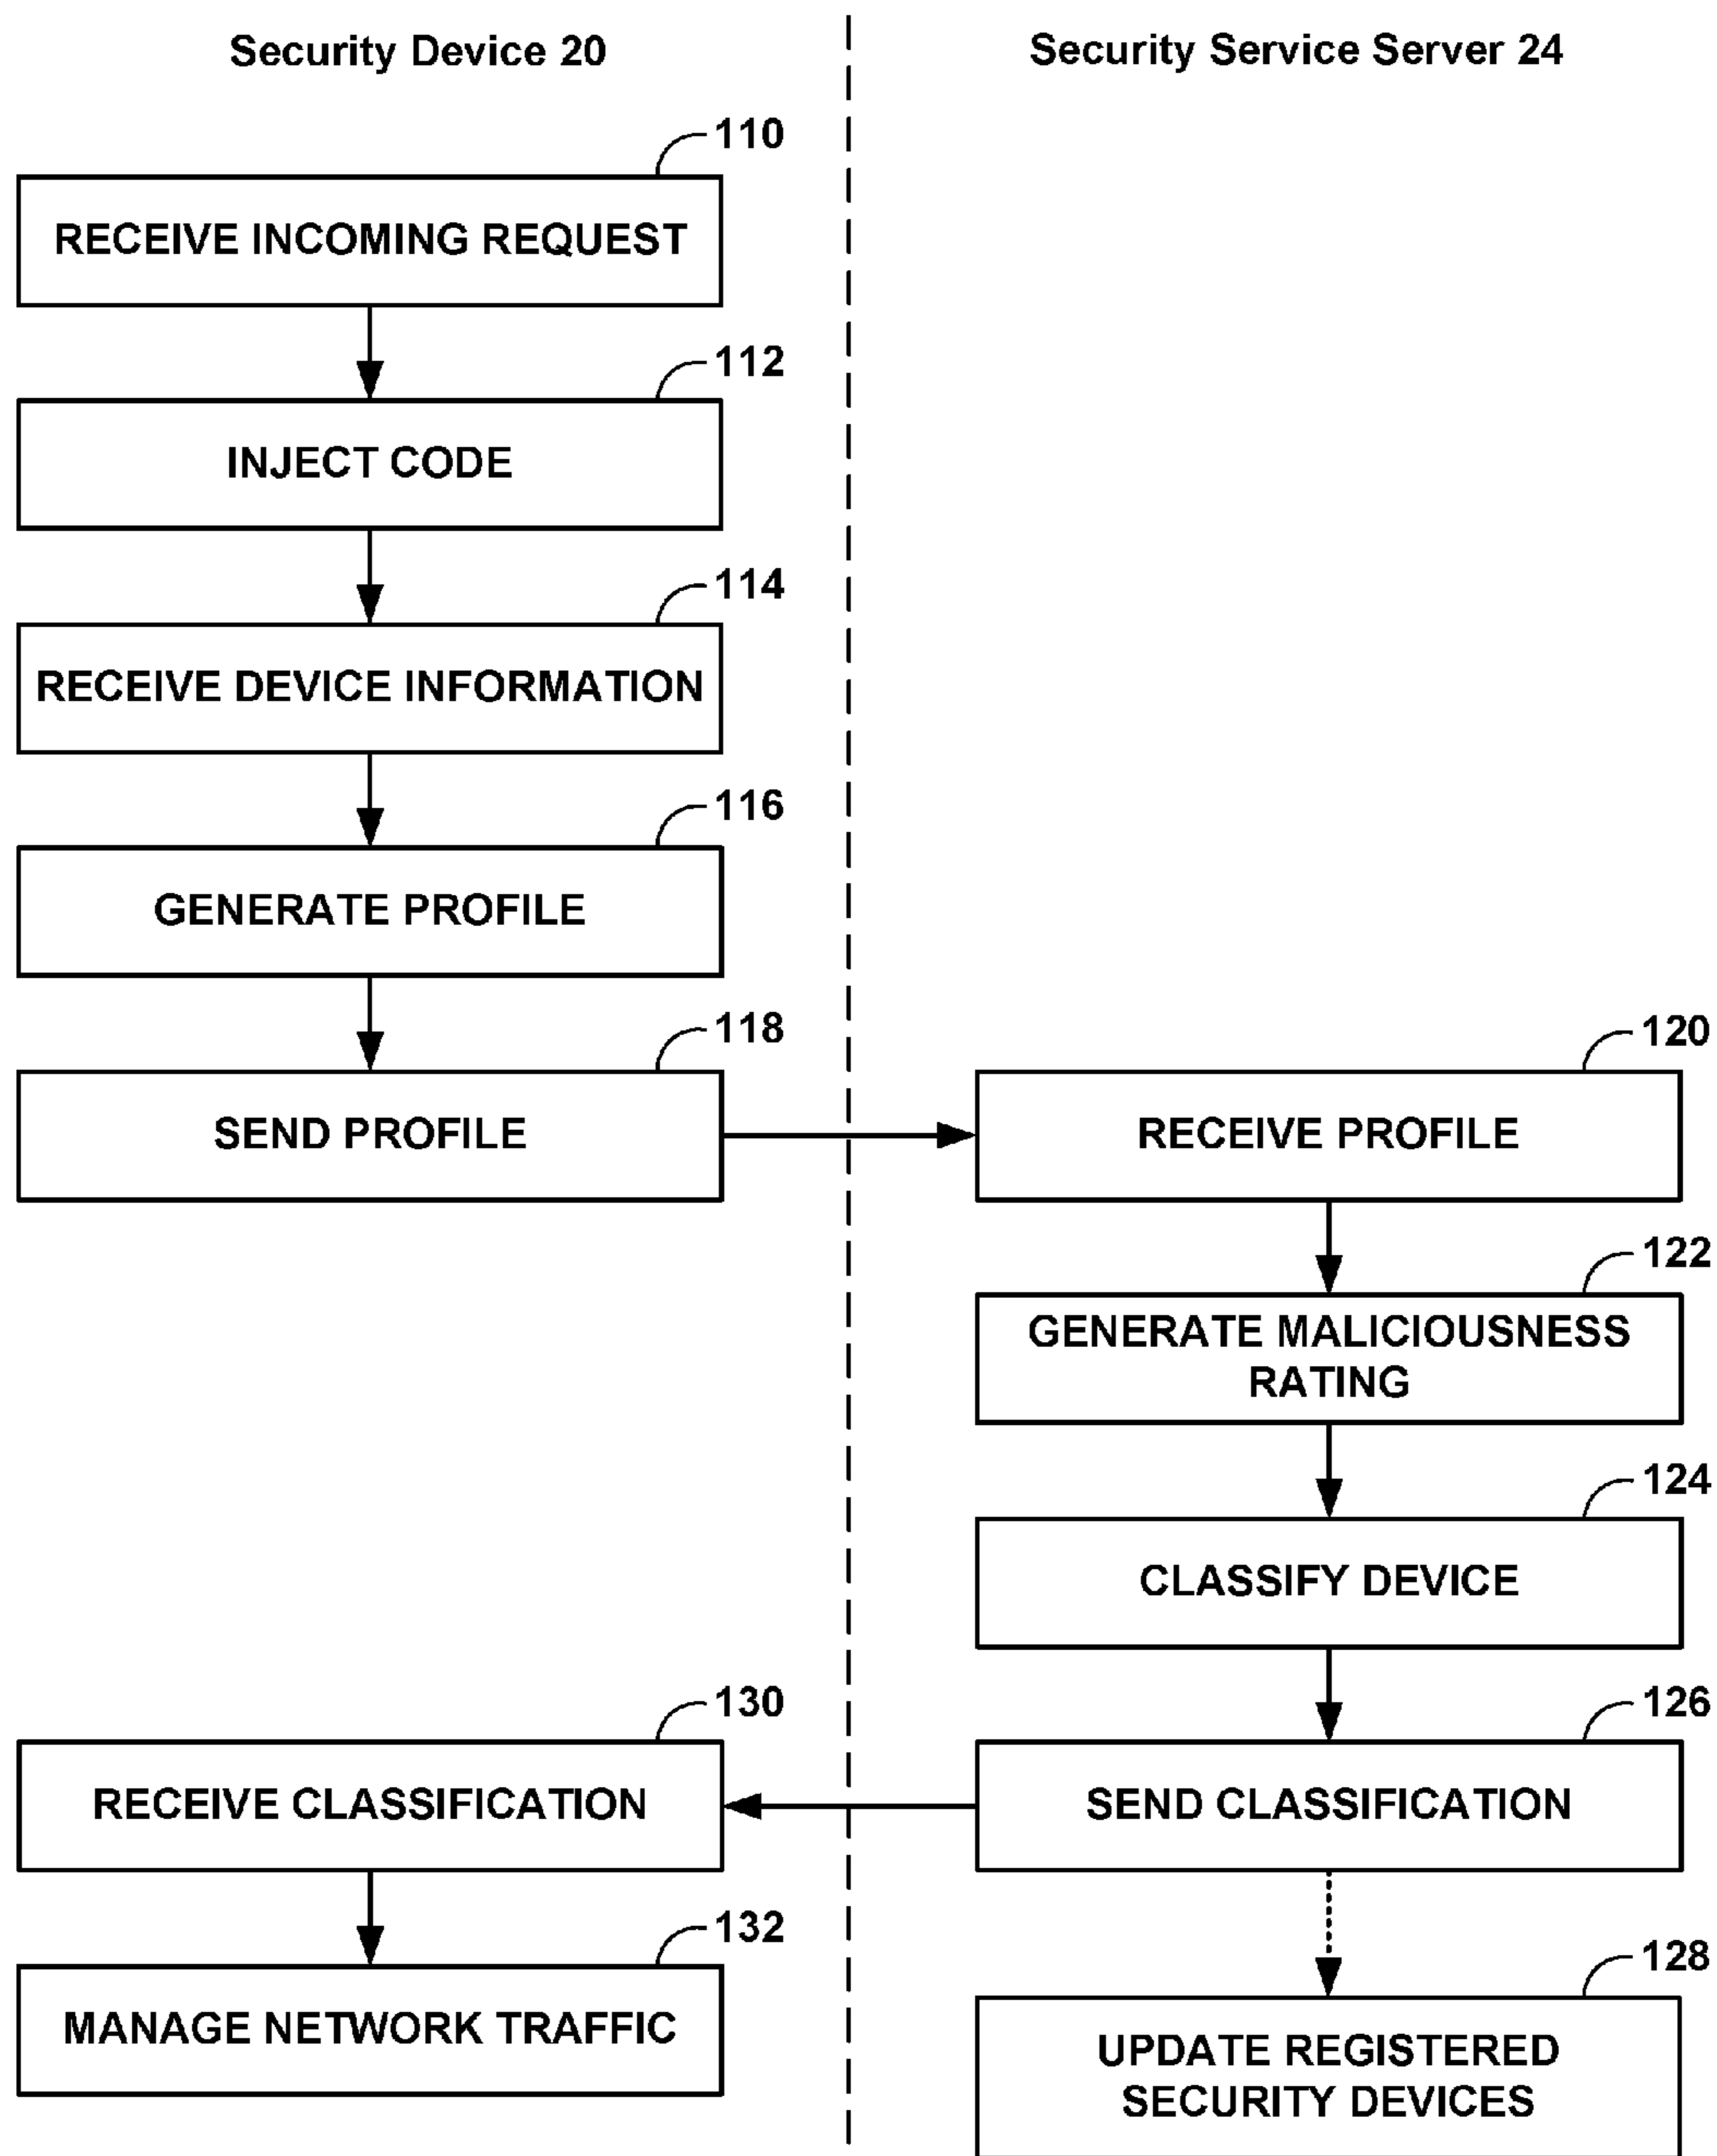 Security Device 20
Security Service Server 24
110
RECEIVE INCOMING REQUEST
112
INJECT CODE
114
RECEIVE DEVICE INFORMATION
116
GENERATE PROFILE
118
SEND PROFILE
120
RECEIVE PROFILE
122
GENERATE MALICIOUSNESS
RATING
124
CLASSIFY DEVICE
126
SEND CLASSIFICATION
128
UPDATE REGISTERED
SECURITY DEVICES
130
RECEIVE CLASSIFICATION
132
MANAGE NETWORK TRAFFIC